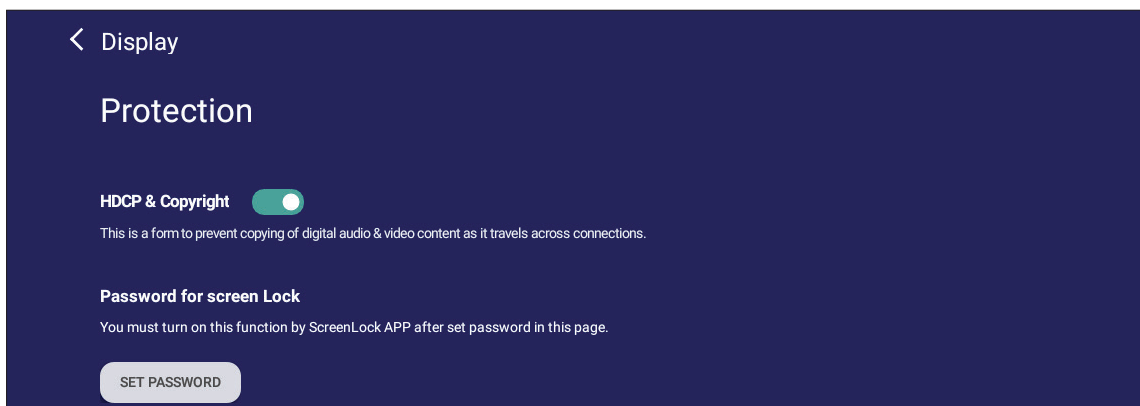 Display
Protection
HDCP & Copyright
This is a form to prevent copying of digital audio & video content as it travels across connections.
Password for screen Lock
You must turn on this function by ScreenLock APP after set password in this page.
SET PASSWORD